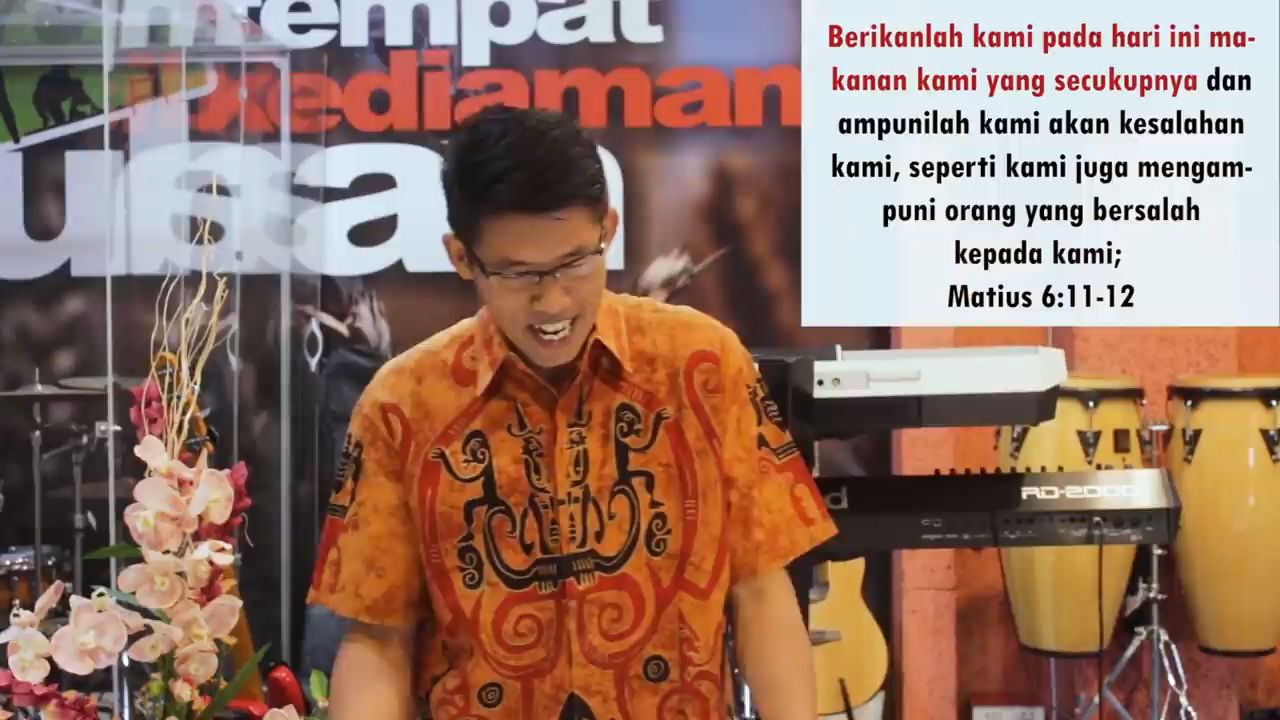 tempat
kediaman
Berikanlah kami pada hari ini ma-
kanan kami yang secukupnya dan
ampunilah kami akan kesalahan
kami, seperti kami juga mengam-
puni orang yang bersalah
kepada kami;
Matius 6:11-12
RD-2000